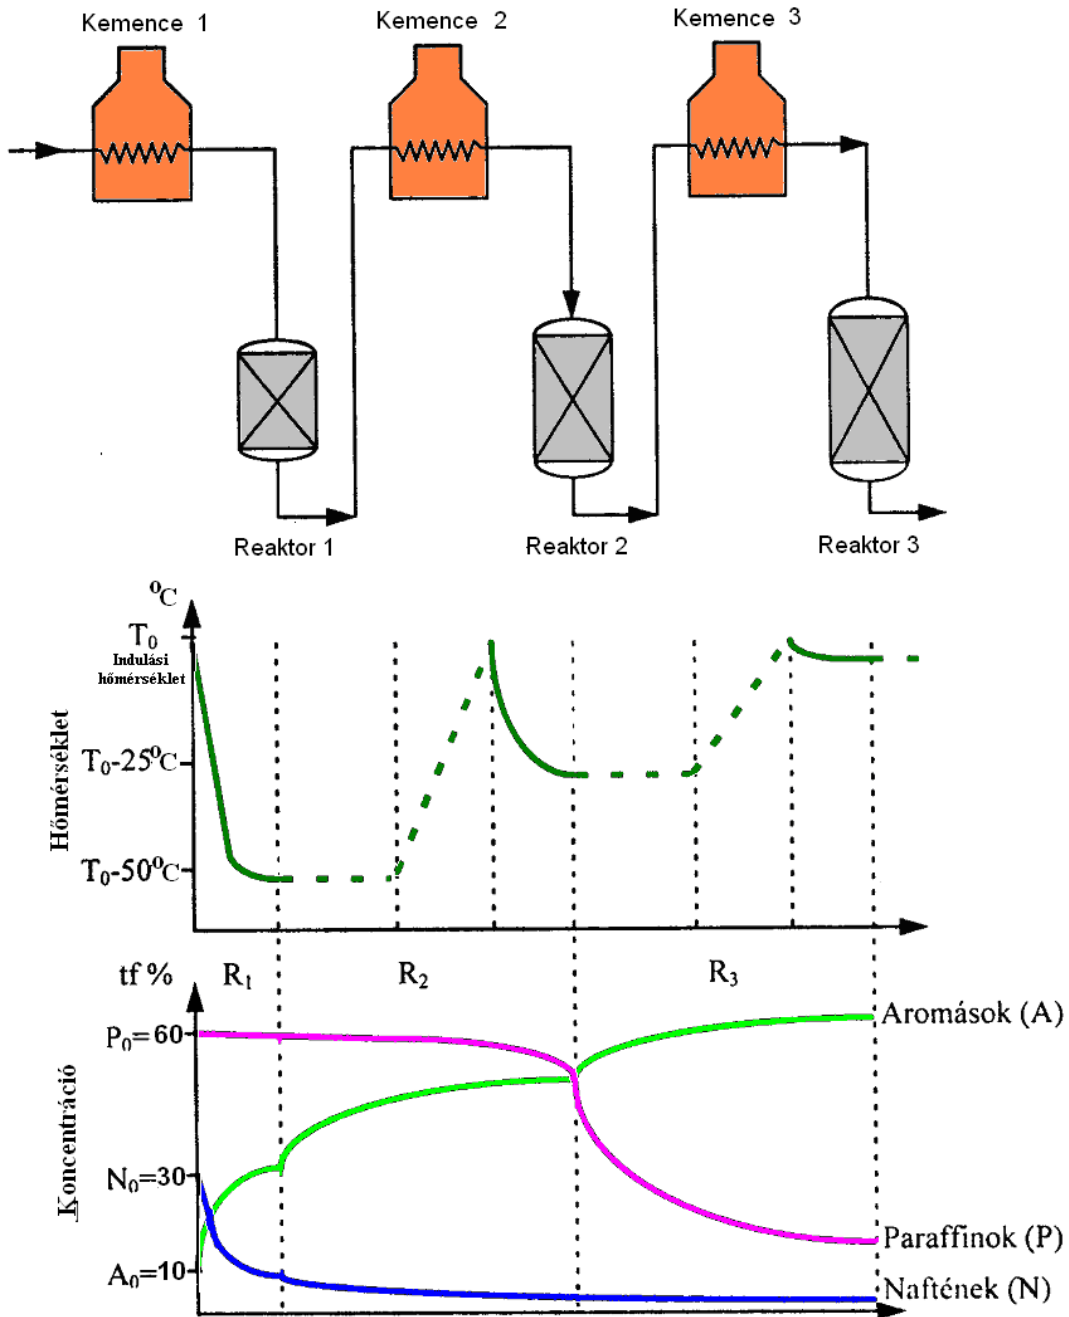 Kemence 1
Kemence 2
Kemence 3
Reaktor 1
Reaktor 2
Reaktor 3
°C
T₀
Indulási
hőmérséklet
T₀-25°C
T₀-50°C
Hőmérséklet
tf %
R₁
R₂
R₃
P₀=60
N₀=30
A₀=10
Koncentráció
Aromások (A)
Paraffinok (P)
Naftének (N)